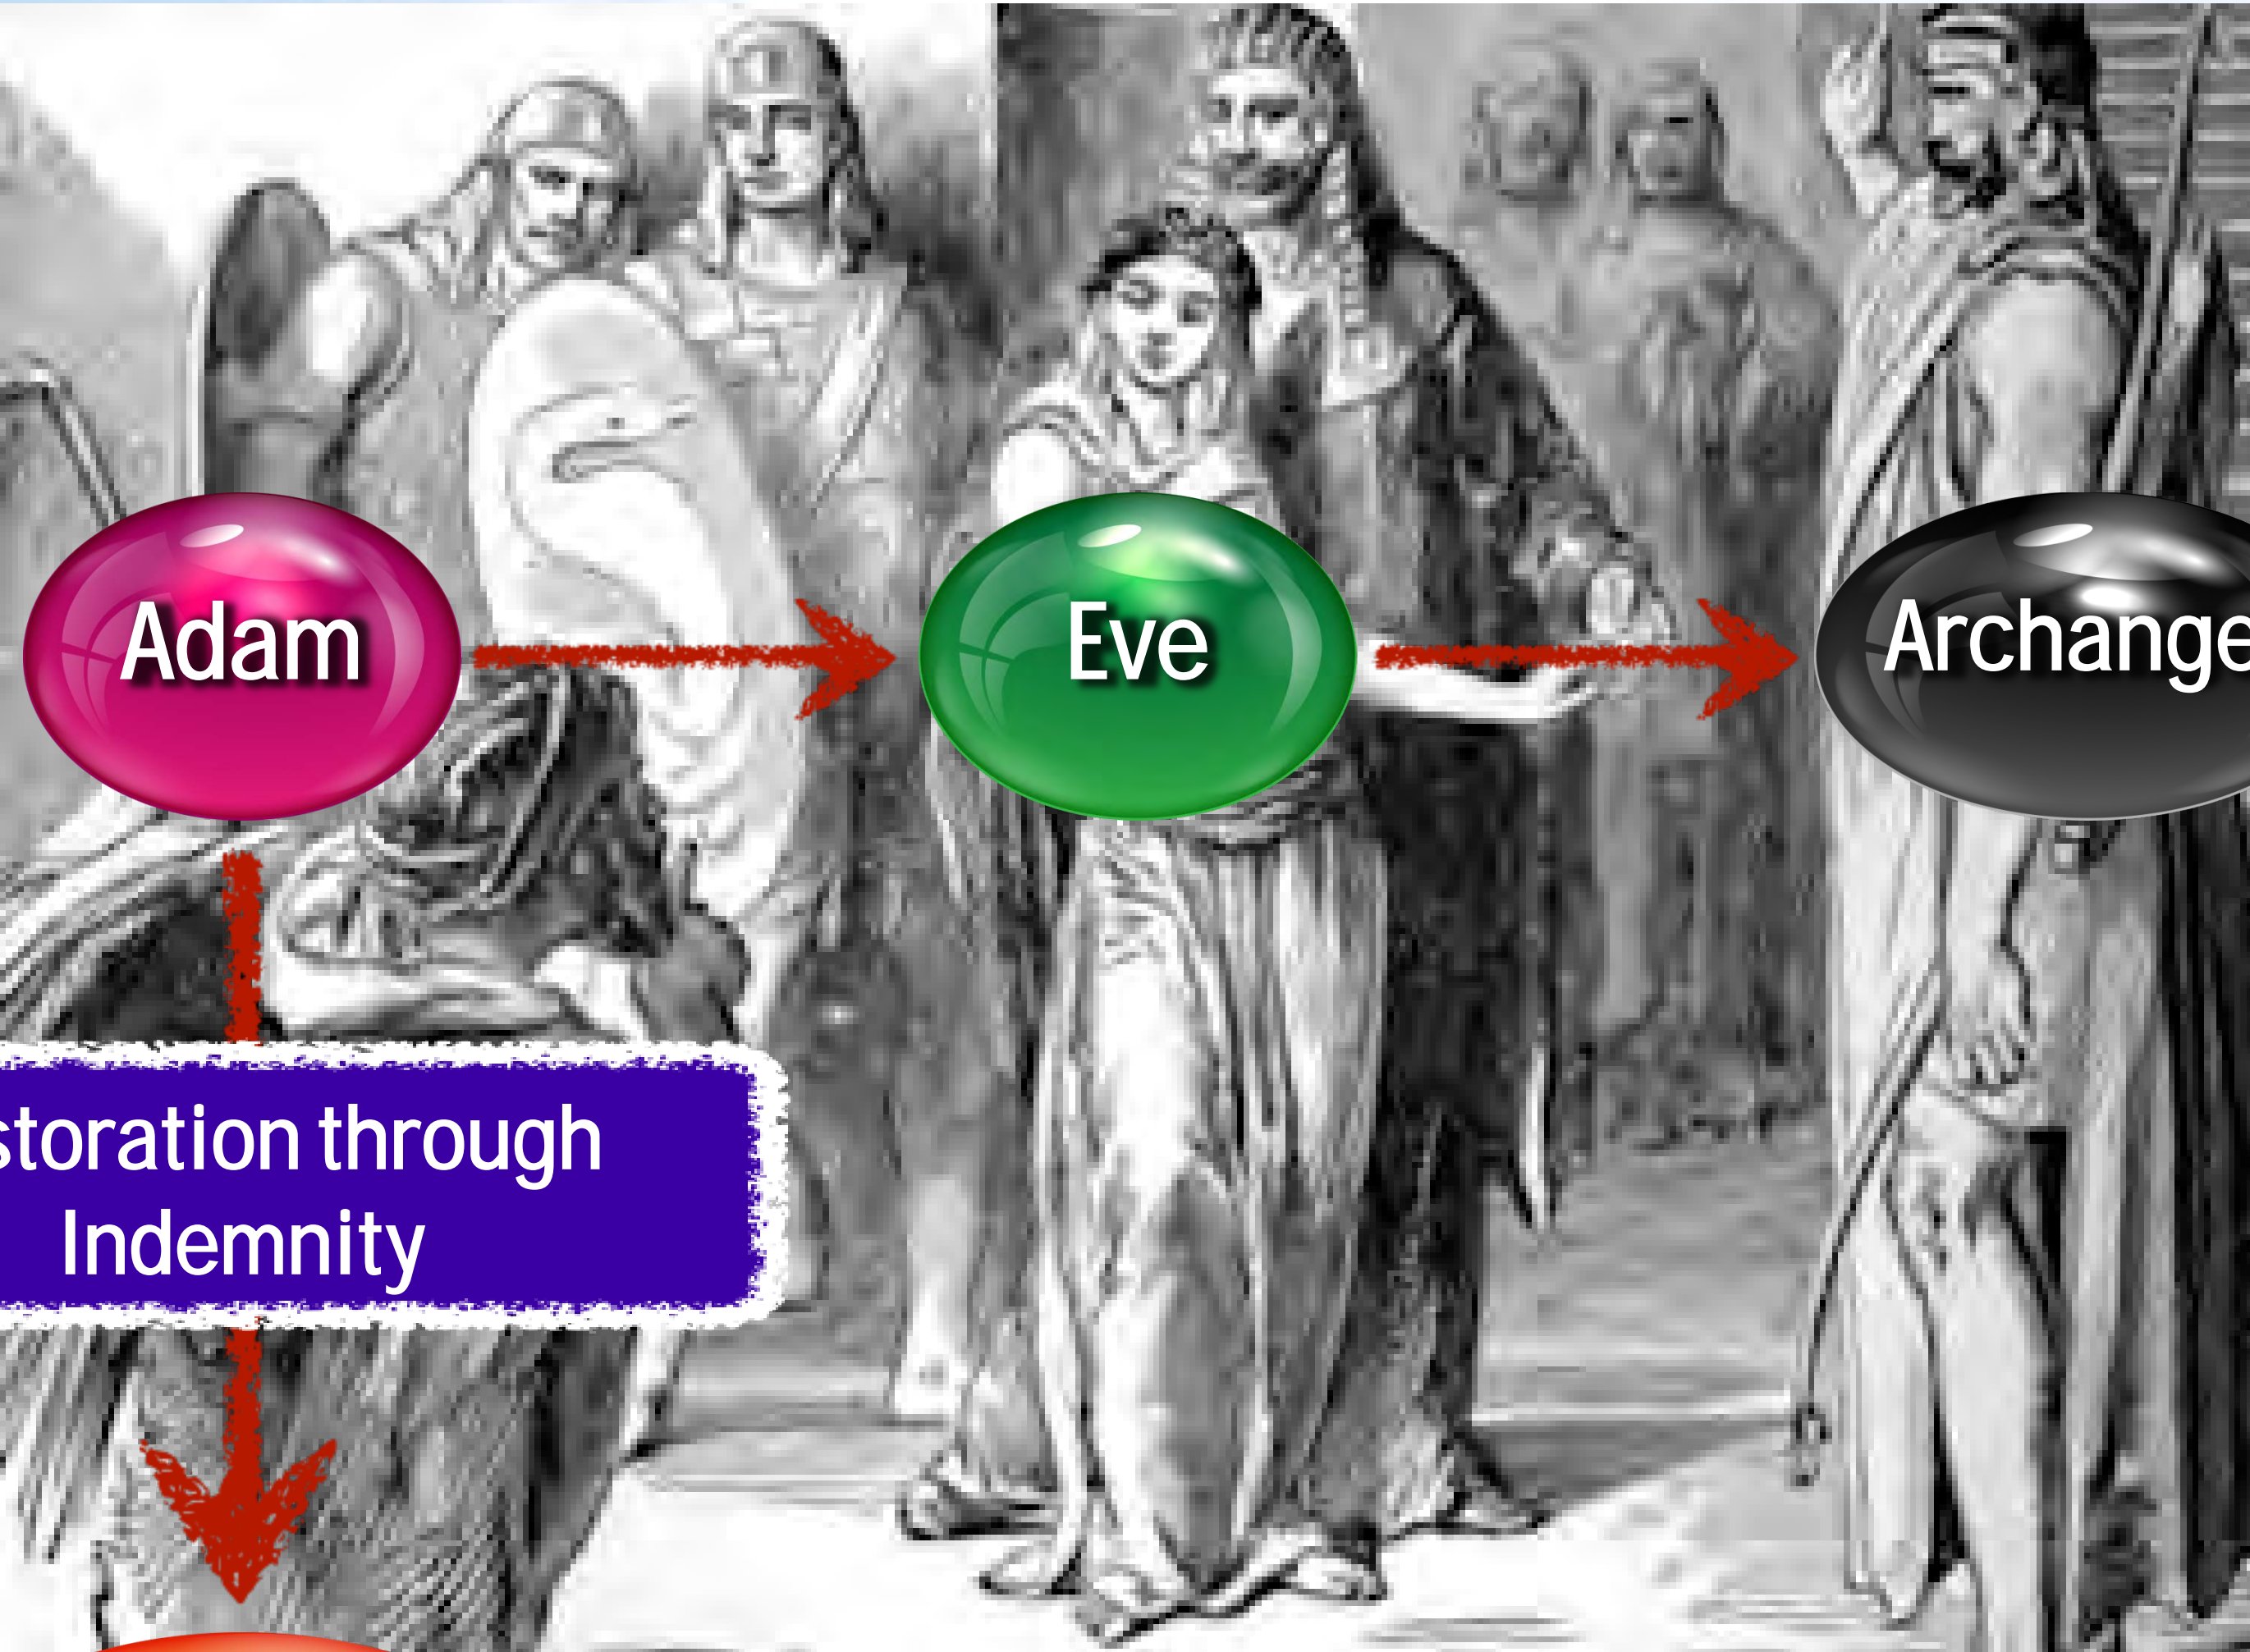 Adam
Eve
Archange
storation through
Indemnity